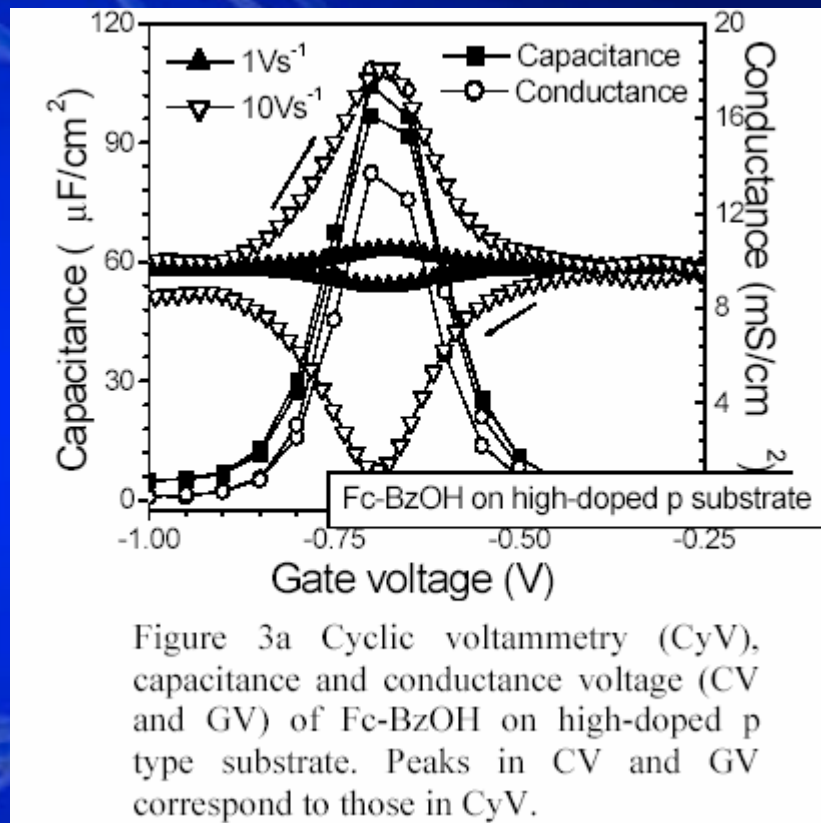 120
90
60
30
0
Capacitance ( μF/cm²)
1Vs⁻¹
10Vs⁻¹
Capacitance
Conductance
20
16
12
8
4
Conductance (mS/cm²)
Fc-BzOH on high-doped p substrate
-1.00
-0.75
-0.50
-0.25
Gate voltage (V)
Figure 3a Cyclic voltammetry (CyV),
capacitance and conductance voltage (CV
and GV) of Fc-BzOH on high-doped p
type substrate. Peaks in CV and GV
correspond to those in CyV.